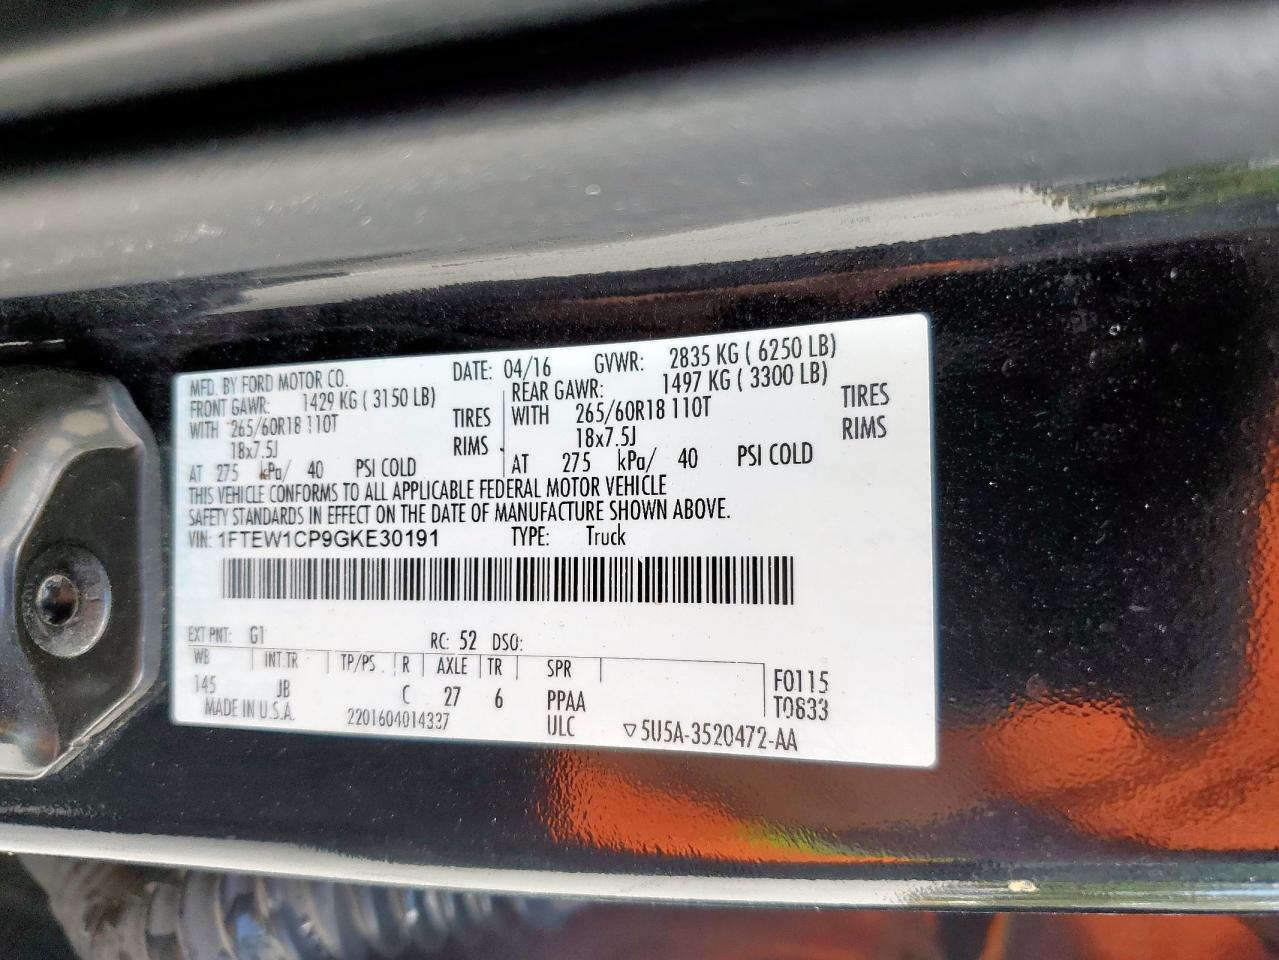 MFD. BY FORD MOTOR CO. DATE: 04/16 GVWR: 2835 KG ( 6250 LB)
FRONT GAWR: 1429 KG ( 3150 LB) REAR GAWR: 1497 KG ( 3300 LB)
WITH 265/60R18 110T TIRES WITH 265/60R18 110T TIRES
18x7.5J RIMS 18x7.5J RIMS
AT 275 kPa/ 40 PSI COLD AT 275 kPa/ 40 PSI COLD
THIS VEHICLE CONFORMS TO ALL APPLICABLE FEDERAL MOTOR VEHICLE
SAFETY STANDARDS IN EFFECT ON THE DATE OF MANUFACTURE SHOWN ABOVE.
VIN: 1FTEW1CP9GKE30191 TYPE: Truck
EXT PNT: G1 RC: 52 DSO:
WB INT TR TP/PS R AXLE TR SPR F0115
145 JB C 27 6 PPAA T0833
MADE IN U.S.A. 2201604014337 ULC ▽5U5A-3520472-AA